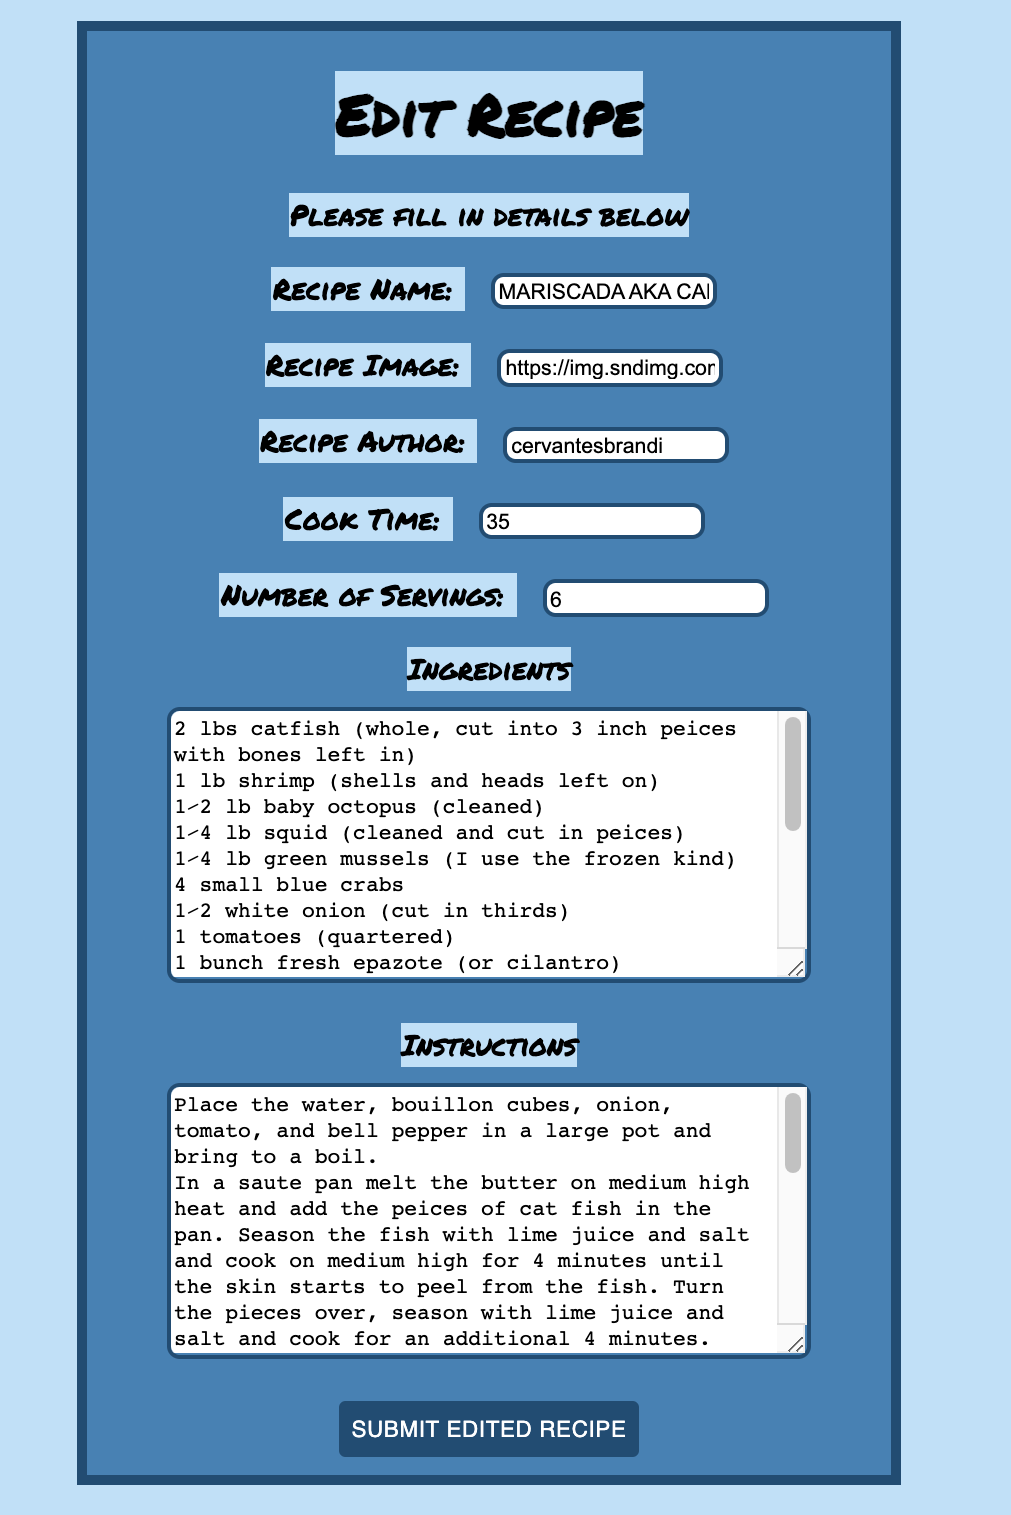 Edit Recipe
Please fill in details below
Recipe Name: MARISCADA AKA
Recipe Image: https://img.sndimg.com
Recipe Author: cervantesbrandi
Cook Time: 35
Number of Servings: 6
Ingredients
2 lbs catfish (whole, cut into 3 inch peices
with bones left in)
1 lb shrimp (shells and heads left on)
1⁄2 lb baby octopus (cleaned)
1⁄4 lb squid (cleaned and cut in peices)
1⁄4 lb green mussels (I use the frozen kind)
4 small blue crabs
1⁄2 white onion (cut in thirds)
1 tomatoes (quartered)
1 bunch fresh epazote (or cilantro)
Instructions
Place the water, bouillon cubes, onion,
tomato, and bell pepper in a large pot and
bring to a boil.
In a saute pan melt the butter on medium high
heat and add the peices of cat fish in the
pan. Season the fish with lime juice and salt
and cook on medium high for 4 minutes until
the skin starts to peel from the fish. Turn
the pieces over, season with lime juice and
salt and cook for an additional 4 minutes.
SUBMIT EDITED RECIPE